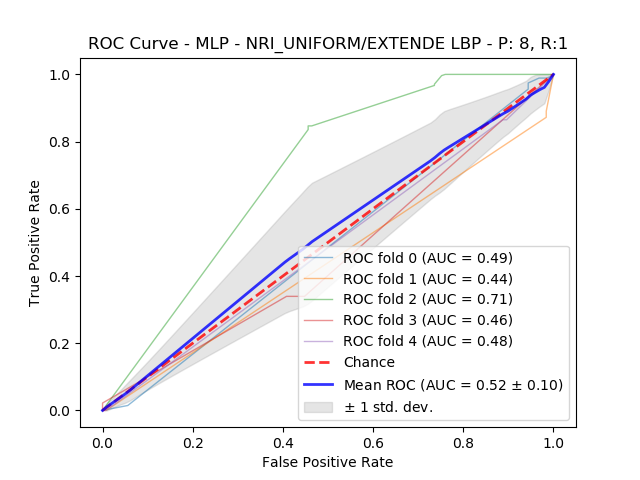 ROC Curve - MLP - NRI_UNIFORM/EXTENDE LBP - P: 8, R:1
True Positive Rate
1.0
0.8
0.6
0.4
0.2
0.0
ROC fold 0 (AUC = 0.49)
ROC fold 1 (AUC = 0.44)
ROC fold 2 (AUC = 0.71)
ROC fold 3 (AUC = 0.46)
ROC fold 4 (AUC = 0.48)
Chance
Mean ROC (AUC = 0.52 ± 0.10)
± 1 std. dev.
0.0 0.2 0.4 0.6 0.8 1.0
False Positive Rate